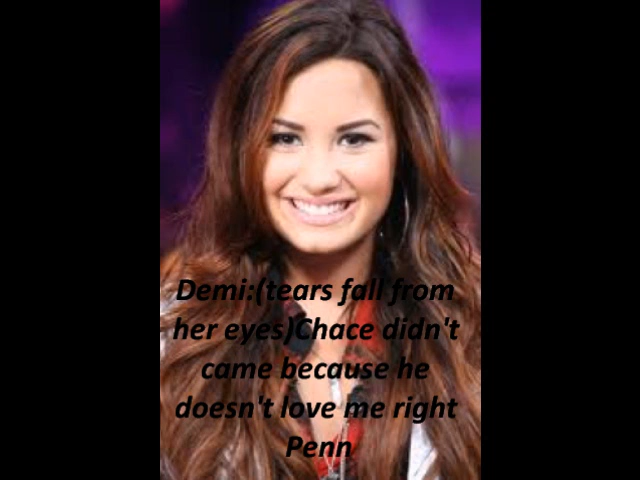 Demi:(tears fall from
her eyes)Chace didn't
came because he
doesn't love me right
Penn